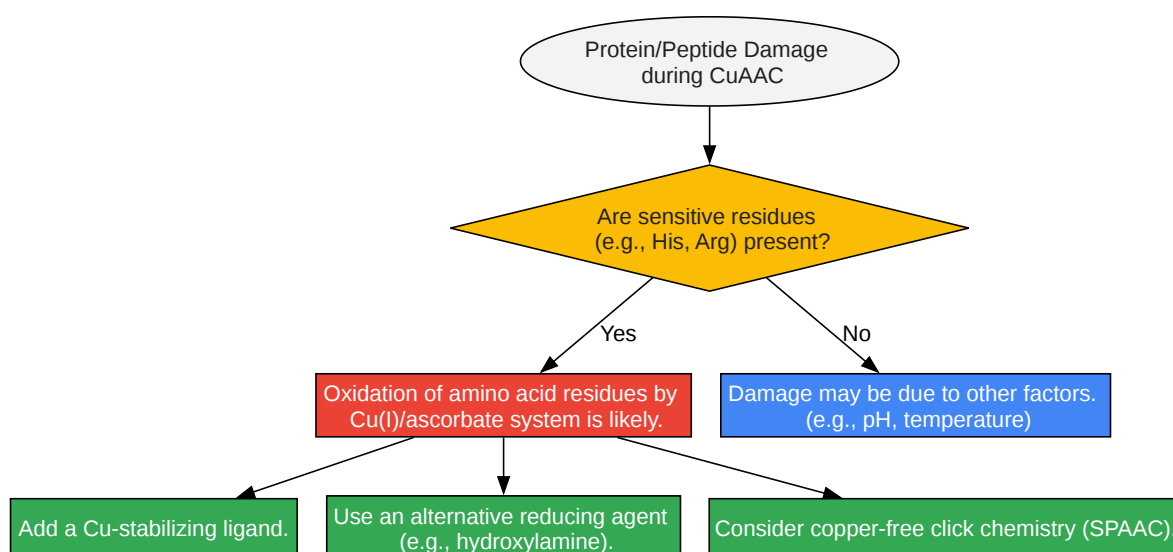 Protein/Peptide Damage
during CuAAC
Are sensitive residues
(e.g., His, Arg) present?
Yes
No
Oxidation of amino acid residues by
Cu(I)/ascorbate system is likely.
Damage may be due to other factors.
(e.g., pH, temperature)
Add a Cu-stabilizing ligand.
Use an alternative reducing agent
(e.g., hydroxylamine).
Consider copper-free click chemistry (SPAAC)